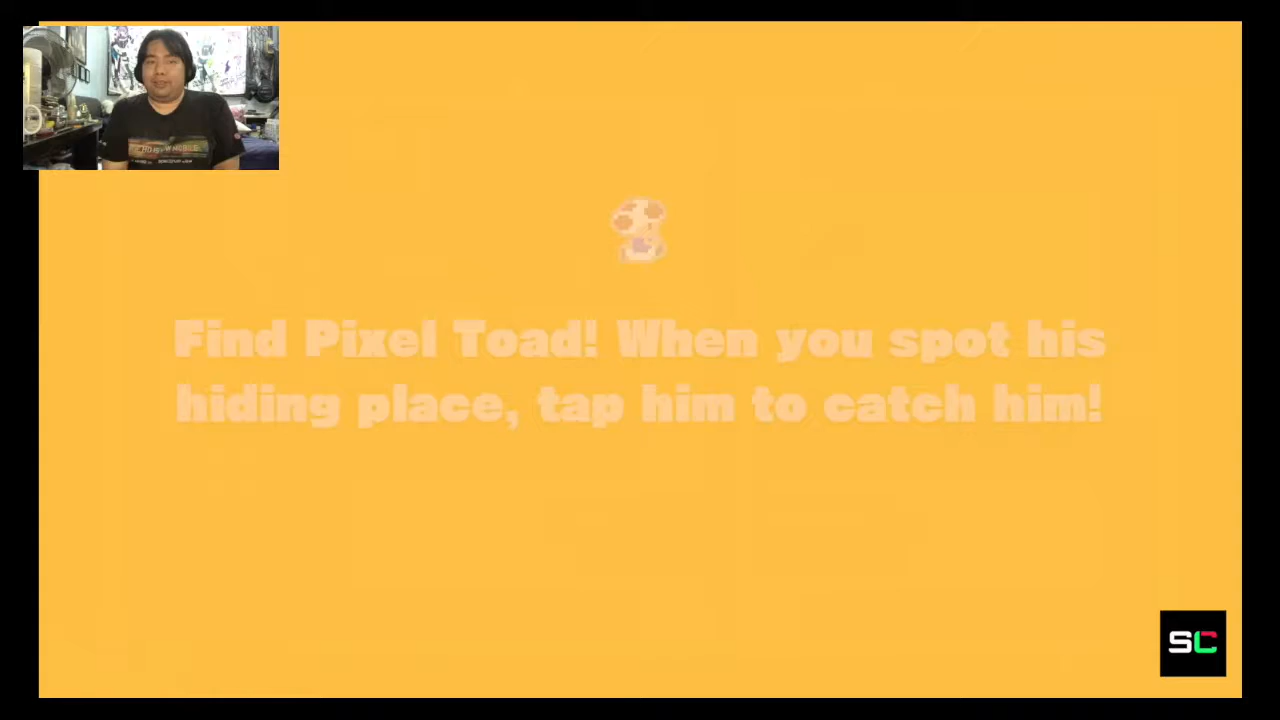 Find Pixel Toad! When you spot his
hiding place, tap him to catch him!
SC